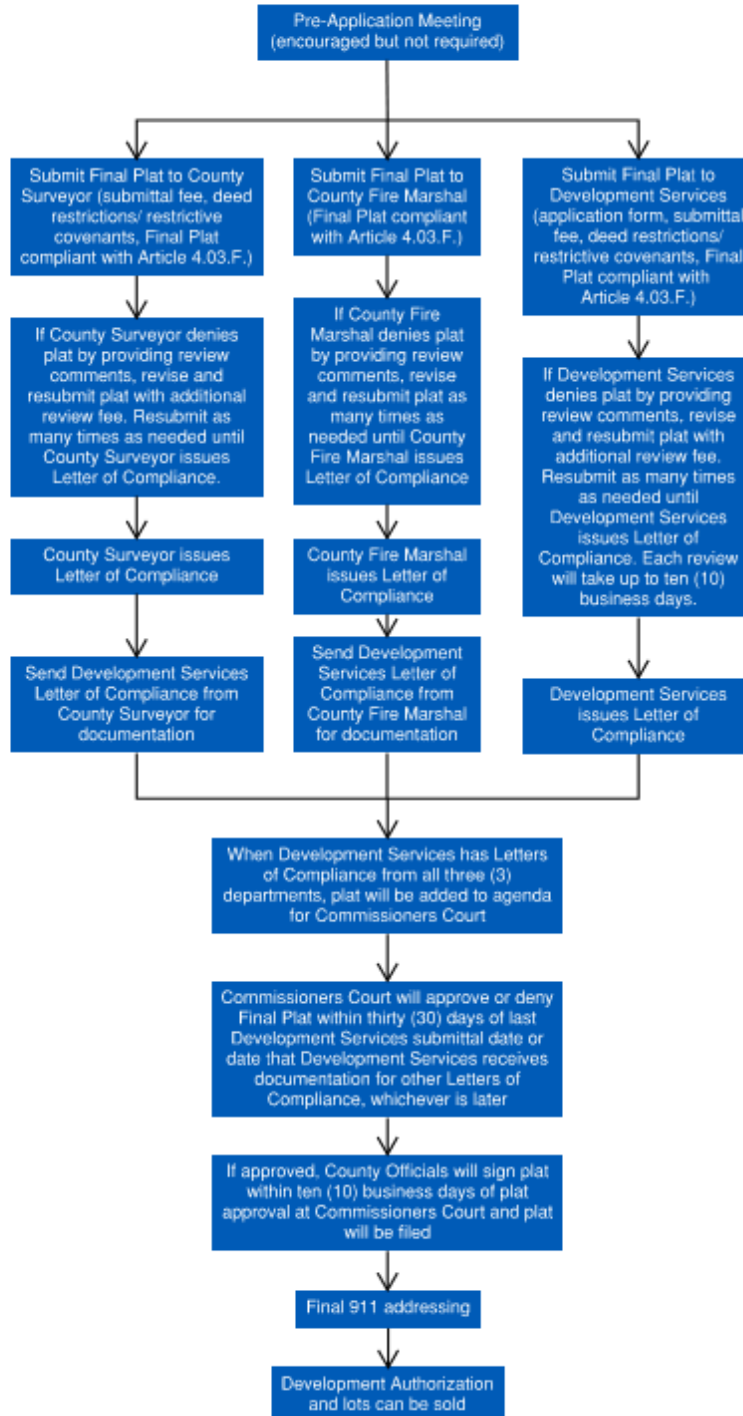 Pre-Application Meeting
(encouraged but not required)
Submit Final Plat to County
Surveyor (submittal fee, deed
restrictions/ restrictive
covenants, Final Plat
compliant with Article 4.03.F.)
If County Surveyor denies
plat by providing review
comments, revise and
resubmit plat with additional
review fee. Resubmit as
many times as needed until
County Surveyor issues
Letter of Compliance.
County Surveyor issues
Letter of Compliance
Send Development Services
Letter of Compliance from
County Surveyor for
documentation
Submit Final Plat to
County Fire Marshal
(Final Plat compliant
with Article 4.03.F.)
If County Fire
Marshal denies plat
by providing review
comments, revise
and resubmit plat as
many times as
needed until County
Fire Marshal issues
Letter of Compliance
County Fire Marshal
issues Letter of
Compliance
Send Development
Services Letter of
Compliance from
County Fire Marshal
for documentation
Submit Final Plat to
Development Services
(application form, submittal
fee, deed restrictions/
restrictive covenants, Final
Plat compliant with
Article 4.03.F.)
If Development Services
denies plat by providing
review comments, revise
and resubmit plat with
additional review fee.
Resubmit as many times
as needed until
Development Services
issues Letter of
Compliance. Each review
will take up to ten (10)
business days.
Development Services
issues Letter of
Compliance
When Development Services has Letters
of Compliance from all three (3)
departments, plat will be added to agenda
for Commissioners Court
Commissioners Court will approve or deny
Final Plat within thirty (30) days of last
Development Services submittal date or
date that Development Services receives
documentation for other Letters of
Compliance, whichever is later
If approved, County Officials will sign plat
within ten (10) business days of plat
approval at Commissioners Court and plat
will be filed
Final 911 addressing
Development Authorization
and lots can be sold